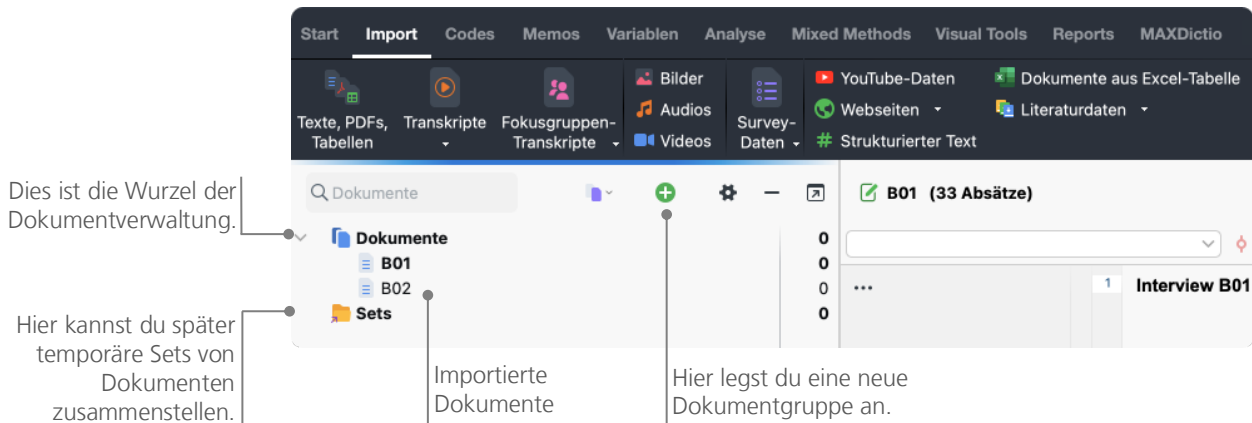 Start Import Codes Memos Variablen Analyse Mixed Methods Visual Tools Reports MAXDictio
Texte, PDFs,
Tabellen
Transkripte
Fokusgruppen-
Transkripte
Bilder
Audios
Videos
Survey-
Daten
YouTube-Daten
Webseiten
# Strukturierter Text
Dokumente aus Excel-Tabelle
Literaturdaten
Dies ist die Wurzel der
Dokumentverwaltung.
Dokumente
B01 (33 Absätze)
Dokumente 0
B01 0
B02 0
Sets 0
1 Interview B01
Hier kannst du später
temporäre Sets von
Dokumenten
zusammenstellen.
Importierte
Dokumente
Hier legst du eine neue
Dokumentgruppe an.